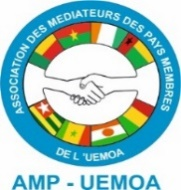 ASSOCIATION DES MEDIATEURS DES PAYS MEMBRES
DE L'UEMOA
AMP - UEMOA